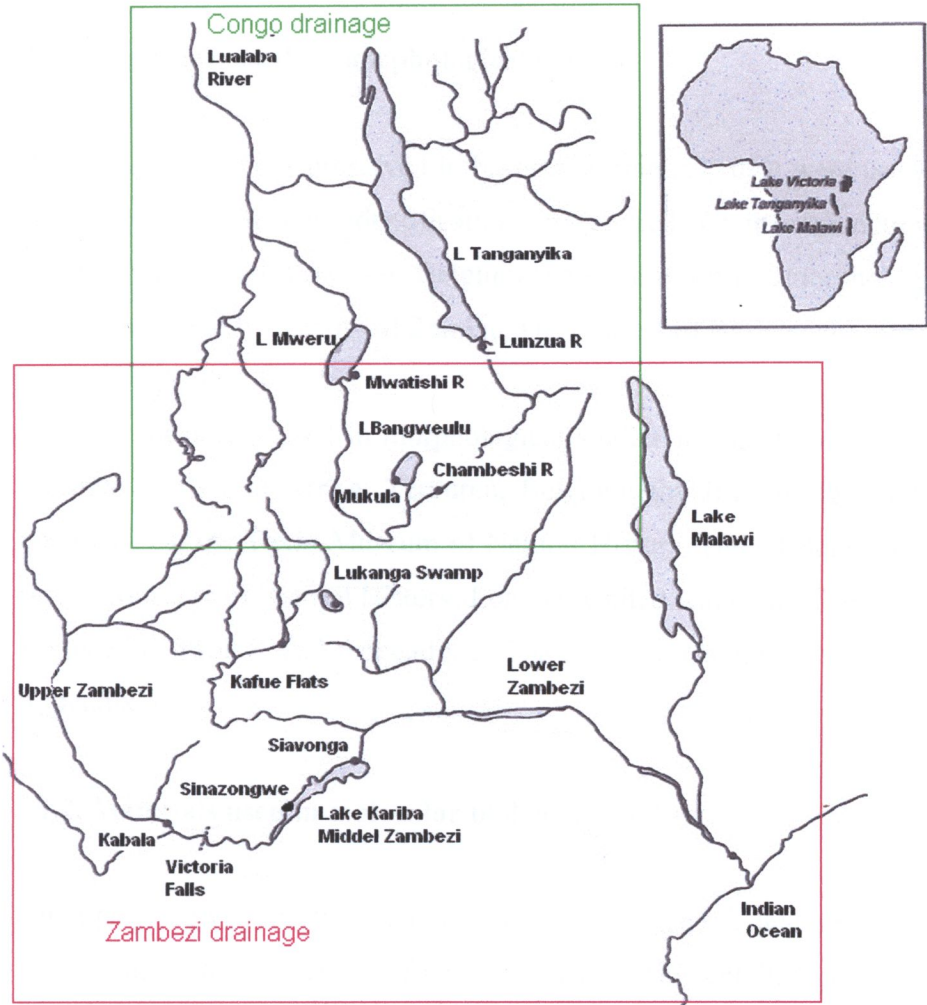 Congo drainage
Lualaba
River
Lake Victoria
Lake Tanganyika
Lake Malawi
L Tanganyika
L Mweru
Lunzua R
Mwatishi R
LBangweulu
Chambeshi R
Mukula
Lake
Malawi
Lukanga Swamp
Lower
Zambezi
Kafue Flats
Upper Zambezi
Siavonga
Sinazongwe
Lake Kariba
Middel Zambezi
Kabala
Victoria
Falls
Indian
Ocean
Zambezi drainage